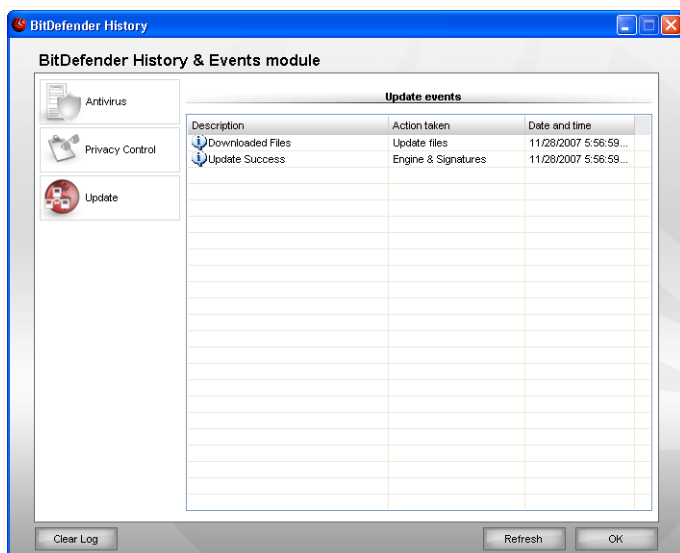 BitDefender History
BitDefender History & Events module
Antivirus
Privacy Control
Update
Update events
Description Action taken Date and time
Downloaded Files Update files 11/28/2007 5:56:59...
Update Success Engine & Signatures 11/28/2007 5:56:59...
Clear Log Refresh OK